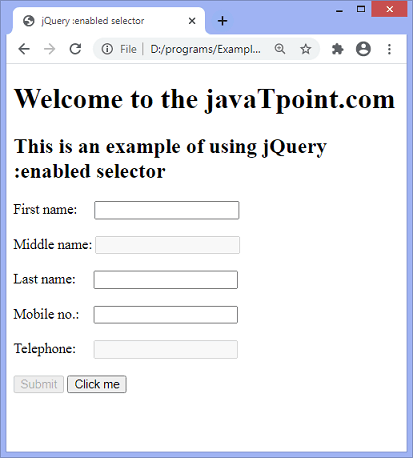 jQuery :enabled selector
File | D:/programs/Exampl...
Welcome to the javaTpoint.com
This is an example of using jQuery
:enabled selector
First name:
Middle name:
Last name:
Mobile no.:
Telephone:
Submit Click me